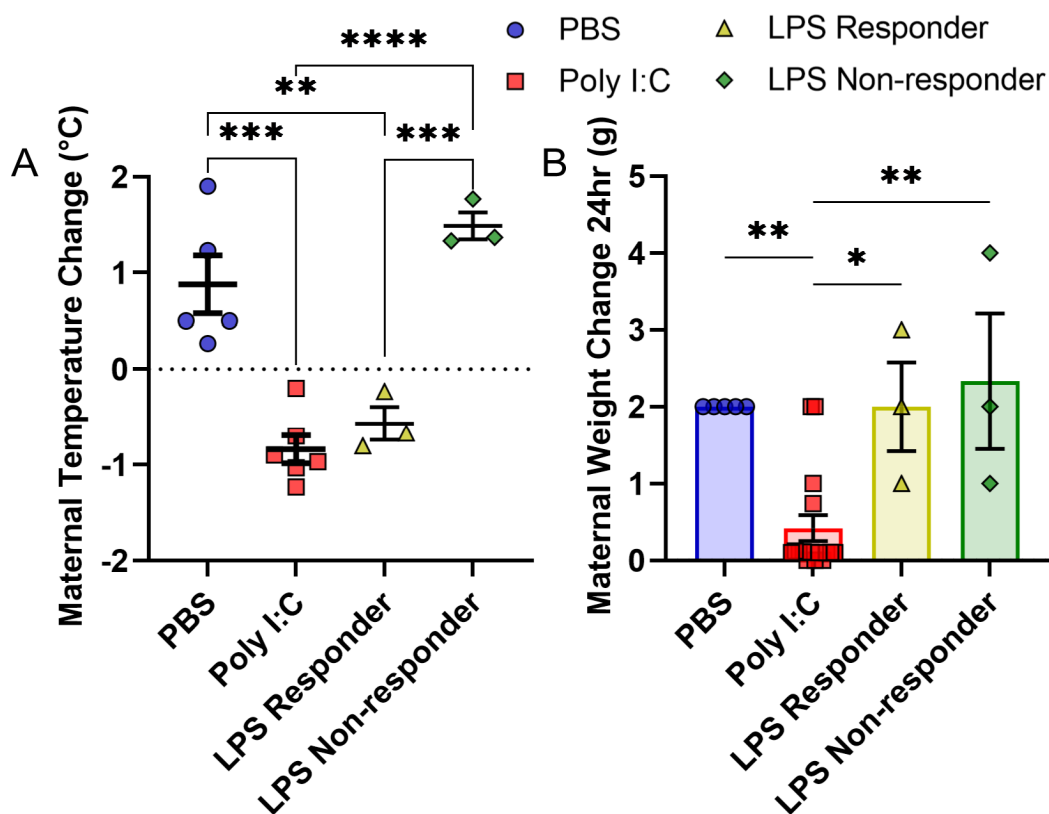 PBS
LPS Responder
Poly I:C
LPS Non-responder
A
Maternal Temperature Change (°C)
****
**
***
***
2
1
0
-1
-2
PBS
Poly I:C
LPS Responder
LPS Non-responder
B
Maternal Weight Change 24hr (g)
**
**
*
5
4
3
2
1
0
PBS
Poly I:C
LPS Responder
LPS Non-responder